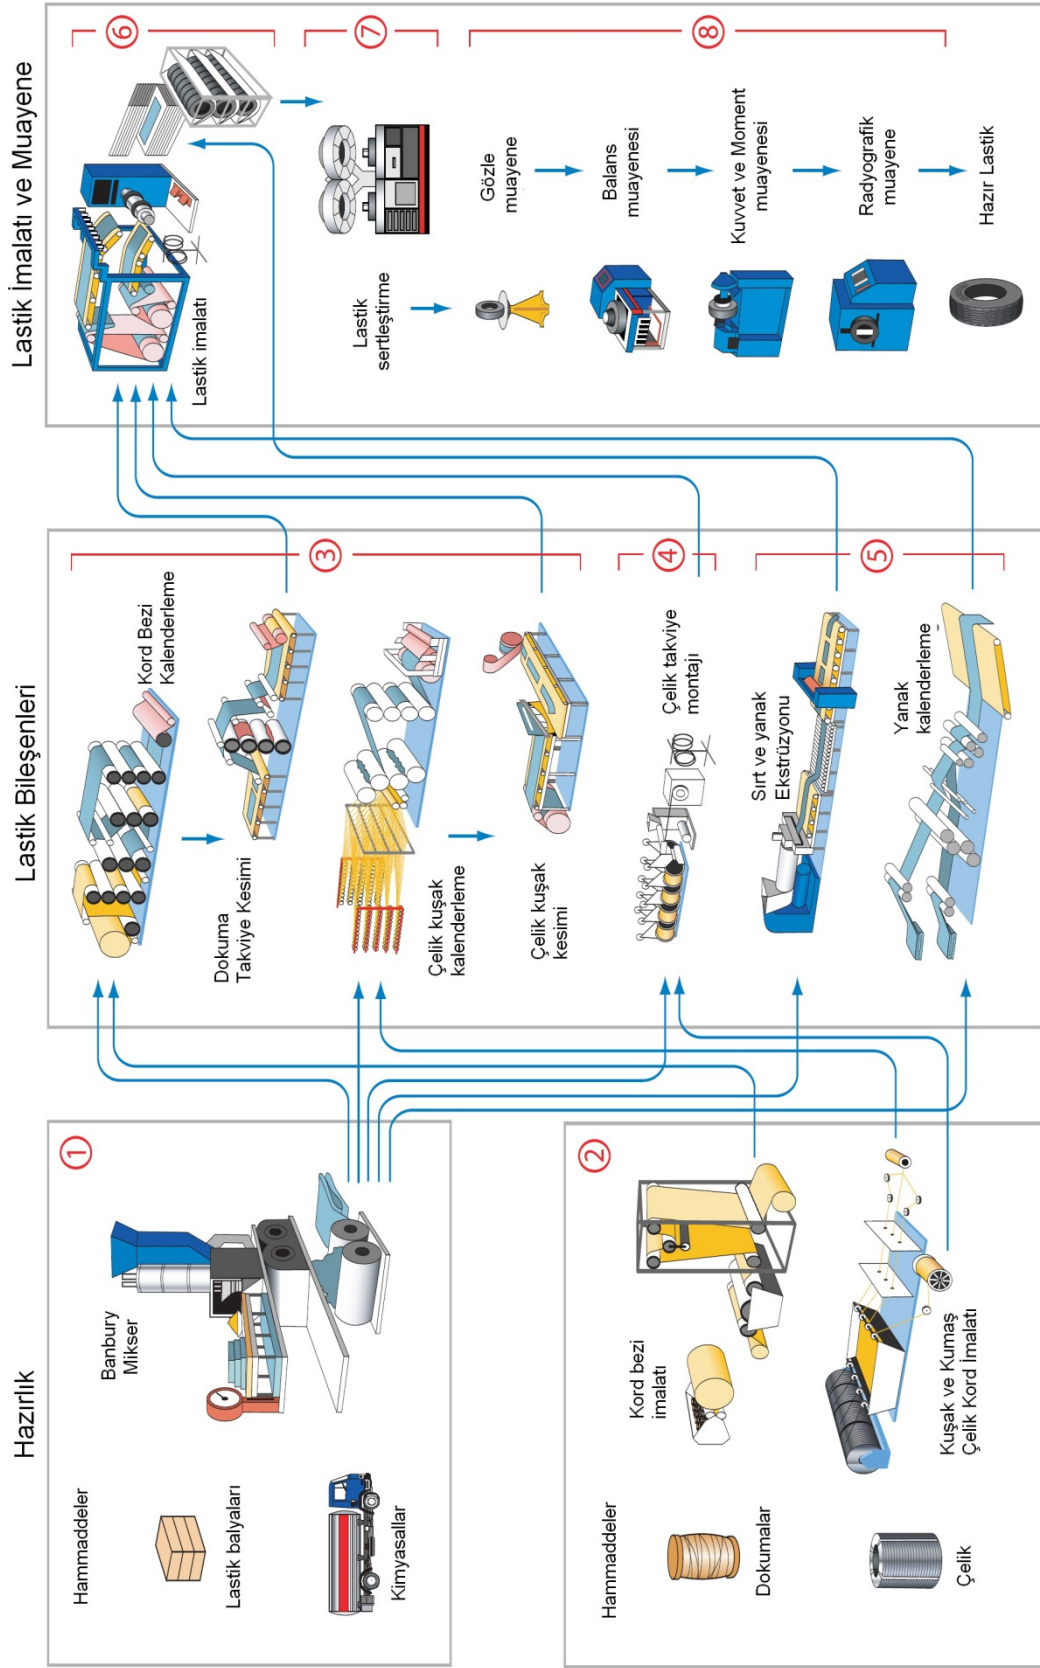 Hazırlık
①
Hammaddeler
Lastik balyaları
Kimyasallar
Banbury
Mikser
②
Hammaddeler
Dokumalar
Çelik
Kord bezi
imalatı
Kuşak ve Kumaş
Çelik Kord İmalatı
Lastik Bileşenleri
③
Kord Bezi
Kalenderleme
Dokuma
Takviye Kesimi
Çelik kuşak
kalenderleme
Çelik kuşak
kesimi
④
Çelik takviye
montajı
⑤
Sırt ve yanak
Ekstrüzyonu
Yanak
kalenderleme
Lastik İmalatı ve Muayene
⑥
Lastik imalatı
⑦
Lastik
sertleştirme
⑧
Gözle
muayene
Balans
muayenesi
Kuvvet ve Moment
muayenesi
Radyografik
muayene
Hazır Lastik